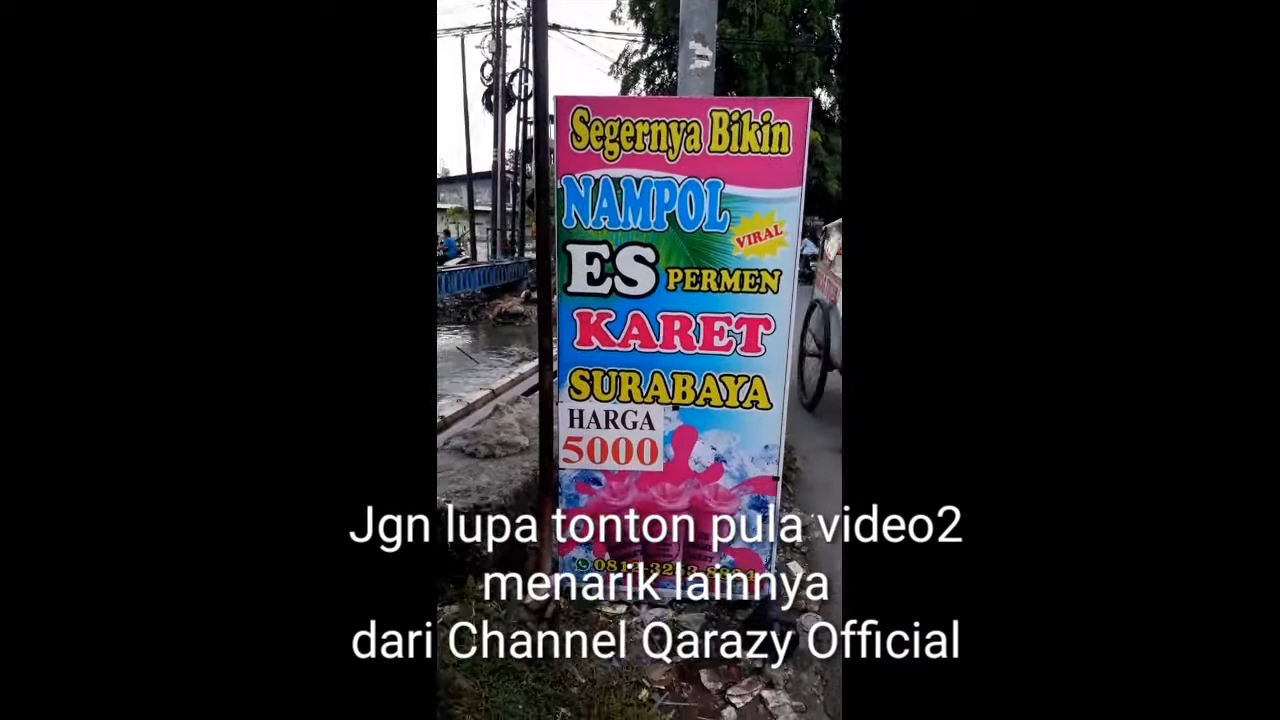 Segernya Bikin
NAMPOL
VIRAL
ES PERMEN
KARET
SURABAYA
HARGA
5000
Jgn lupa tonton pula video2
menarik lainnya
dari Channel Qarazy Official